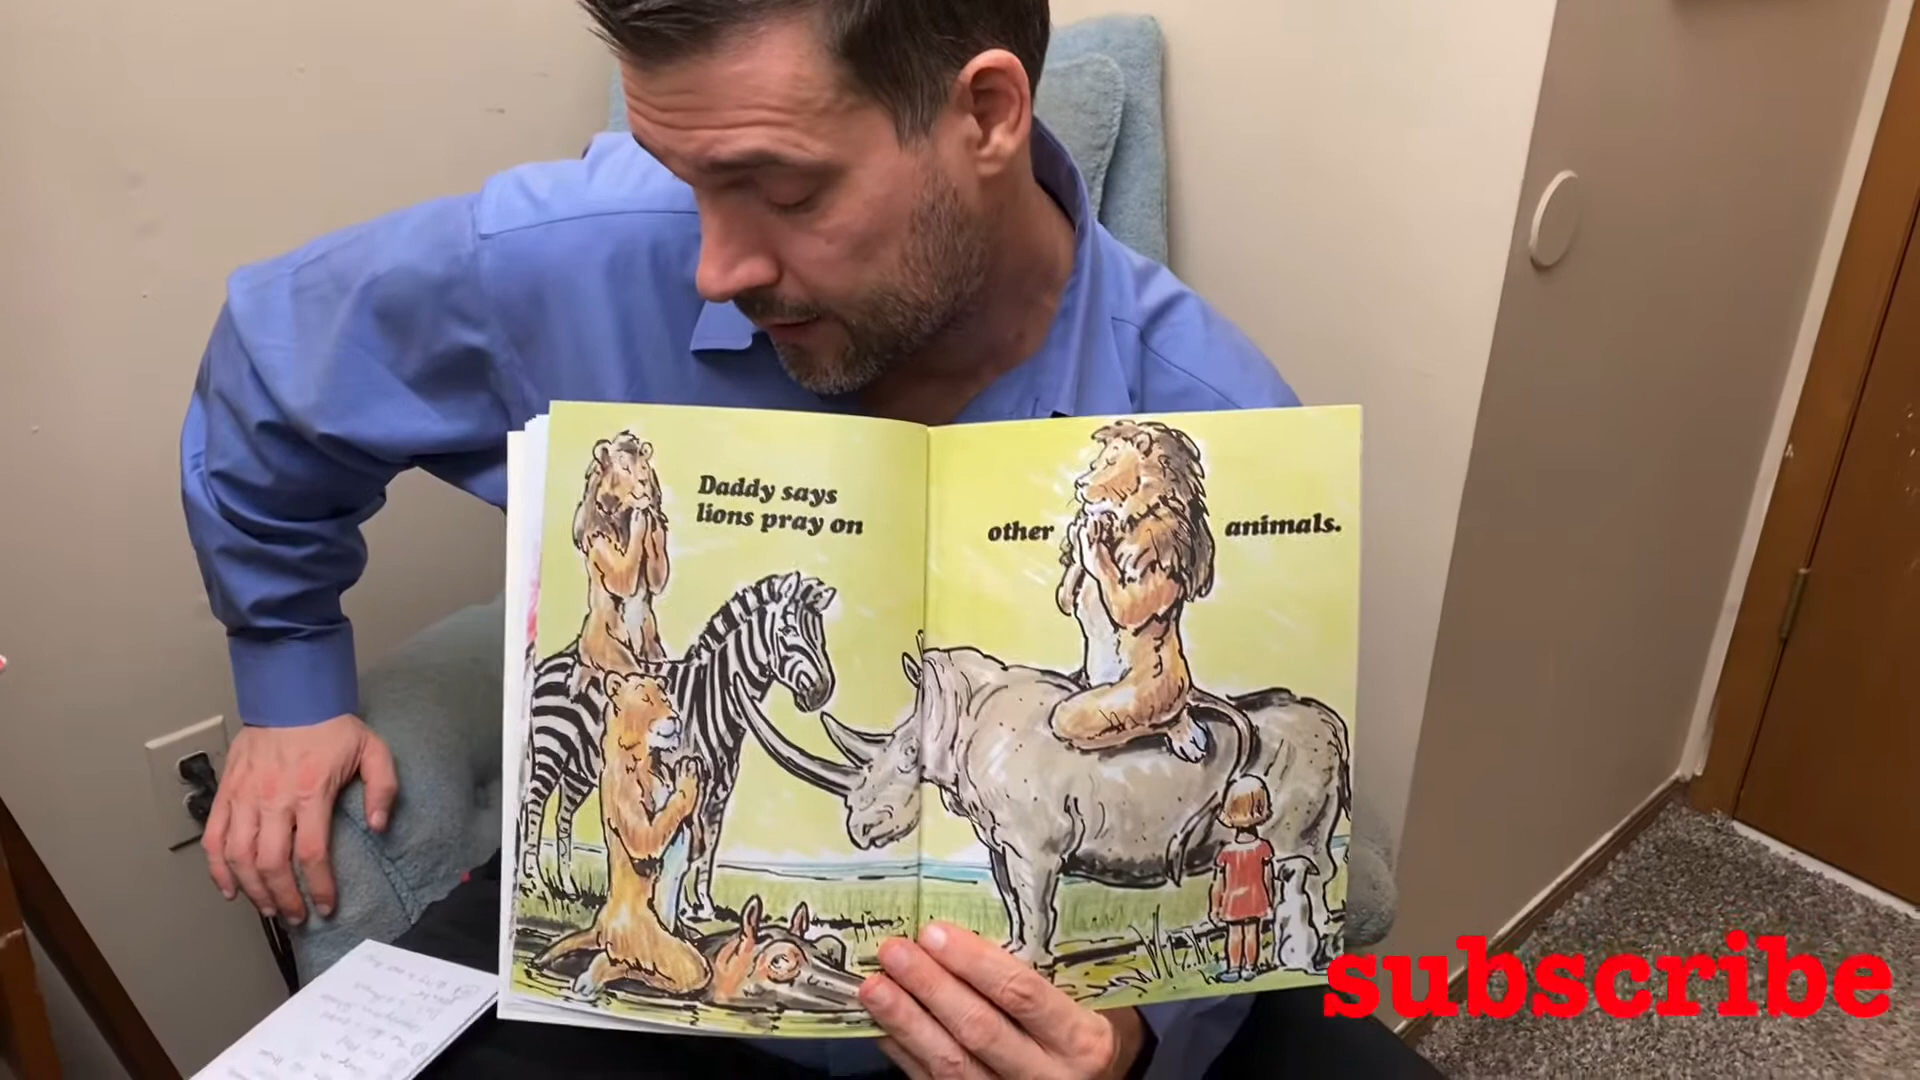 Daddy says
lions pray on
other animals.
subscribe